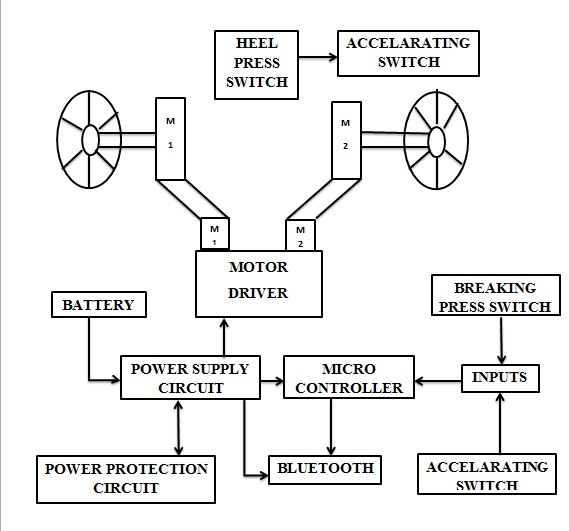 HEEL
PRESS
SWITCH
ACCELARATING
SWITCH
M
1
M
2
M
1
M
2
MOTOR
DRIVER
BATTERY
BREAKING
PRESS SWITCH
POWER SUPPLY
CIRCUIT
MICRO
CONTROLLER
INPUTS
POWER PROTECTION
CIRCUIT
BLUETOOTH
ACCELARATING
SWITCH